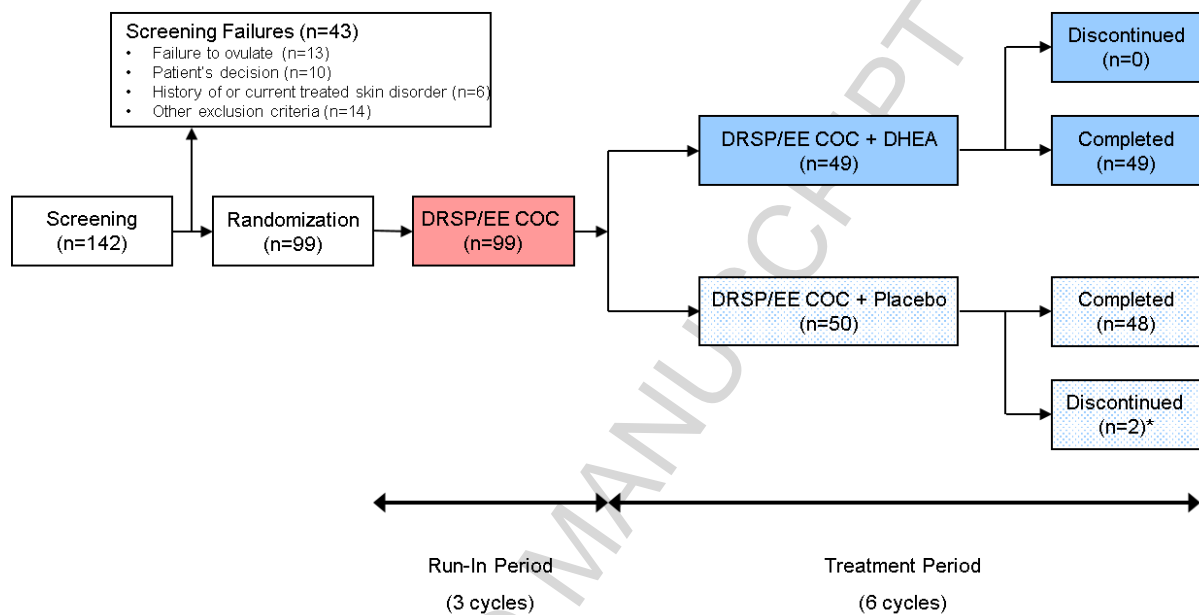 Screening Failures (n=43)
• Failure to ovulate (n=13)
• Patient's decision (n=10)
• History of or current treated skin disorder (n=6)
• Other exclusion criteria (n=14)
Discontinued
(n=0)
DRSP/EE COC + DHEA
(n=49)
Completed
(n=49)
Screening
(n=142)
Randomization
(n=99)
DRSP/EE COC
(n=99)
DRSP/EE COC + Placebo
(n=50)
Completed
(n=48)
Discontinued
(n=2)*
Run-In Period
(3 cycles)
Treatment Period
(6 cycles)
MANUSCRIPT